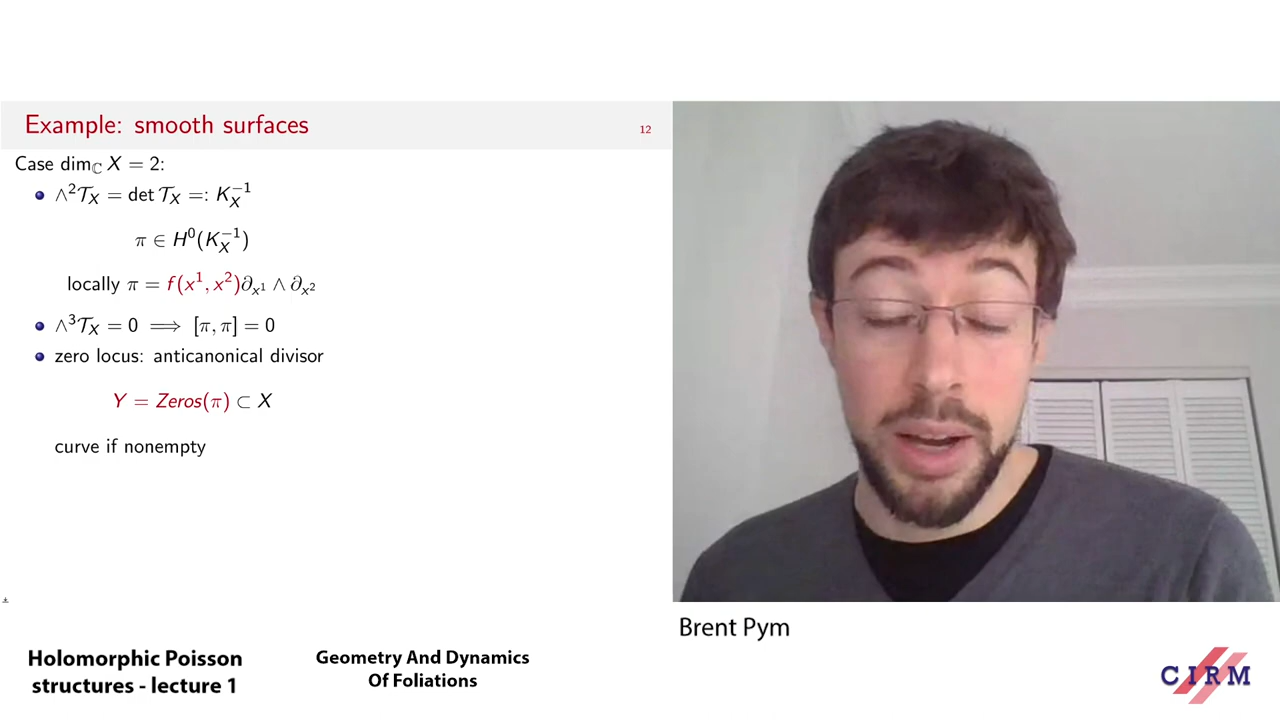 Example: smooth surfaces
12
Case dim_ℂ X = 2:
∧²𝒯_X = det 𝒯_X =: K_X^{-1}
π ∈ H⁰(K_X^{-1})
locally π = f(x¹, x²)∂_{x¹} ∧ ∂_{x²}
∧³𝒯_X = 0 ⟹ [π, π] = 0
zero locus: anticanonical divisor
Y = Zeros(π) ⊂ X
curve if nonempty
Brent Pym
Holomorphic Poisson
structures - lecture 1
Geometry And Dynamics
Of Foliations
CIRM